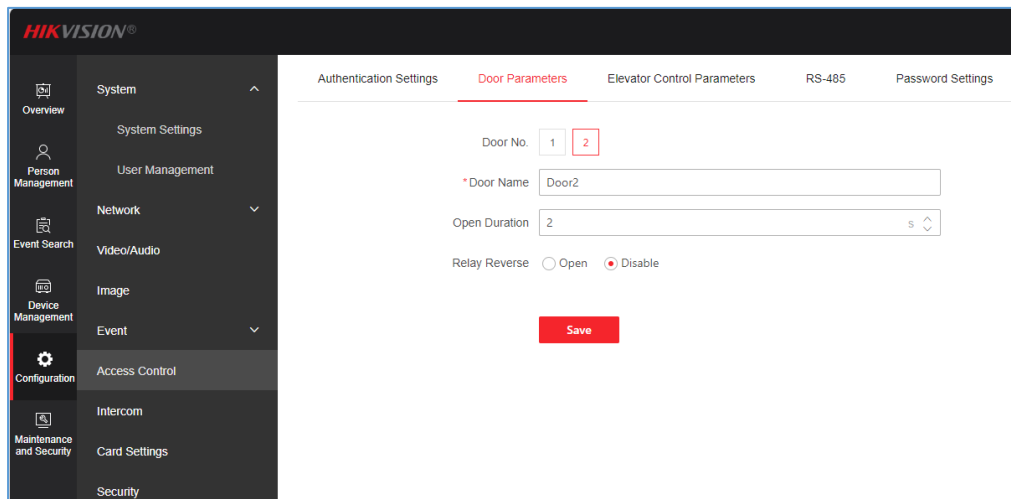 HIKVISION®
Overview
Person
Management
Event Search
Device
Management
Configuration
Maintenance
and Security
System
System Settings
User Management
Network
Video/Audio
Image
Event
Access Control
Intercom
Card Settings
Security
Authentication Settings Door Parameters Elevator Control Parameters RS-485 Password Settings
Door No. 1 2
*Door Name Door2
Open Duration 2 s
Relay Reverse Open Disable
Save